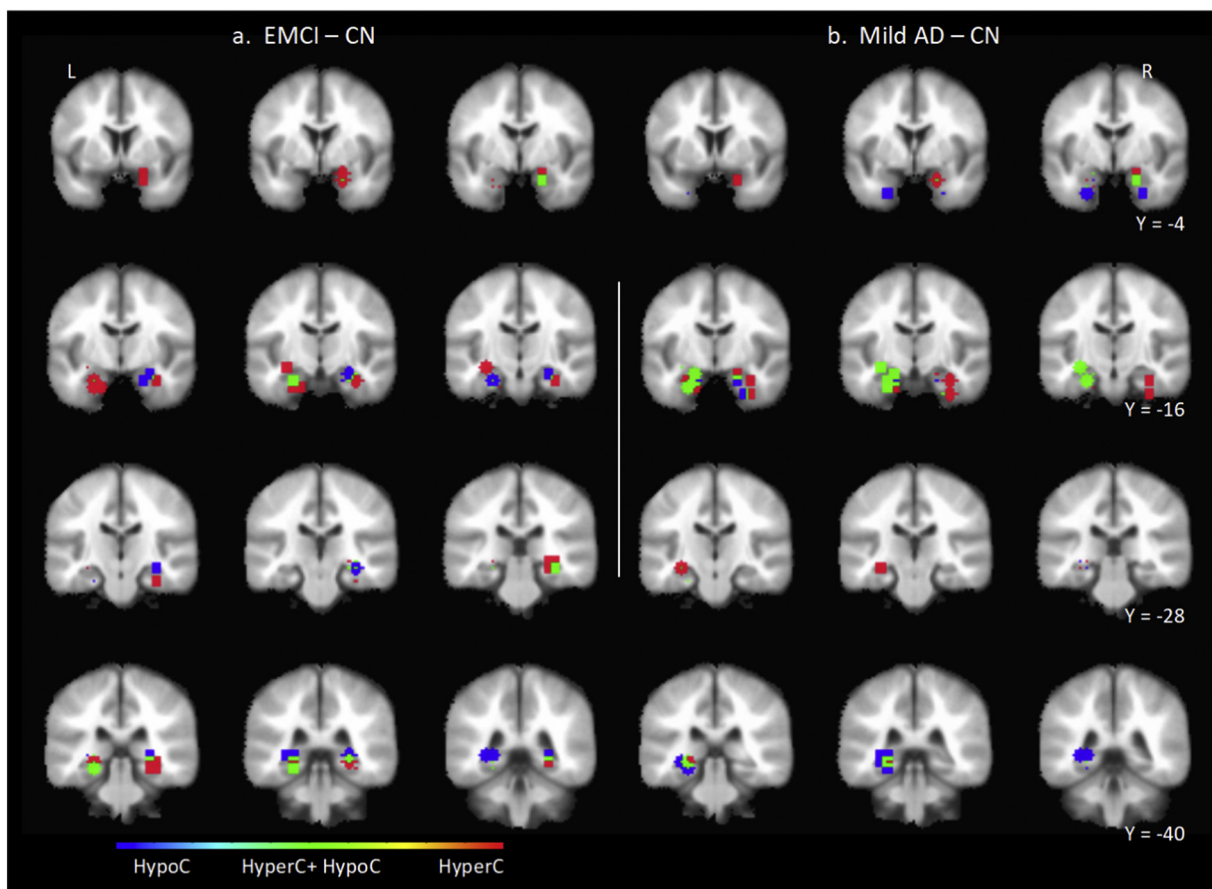 a. EMCI – CN
b. Mild AD – CN
L
R
Y = -4
Y = -16
Y = -28
Y = -40
HypoC
HyperC+ HypoC
HyperC